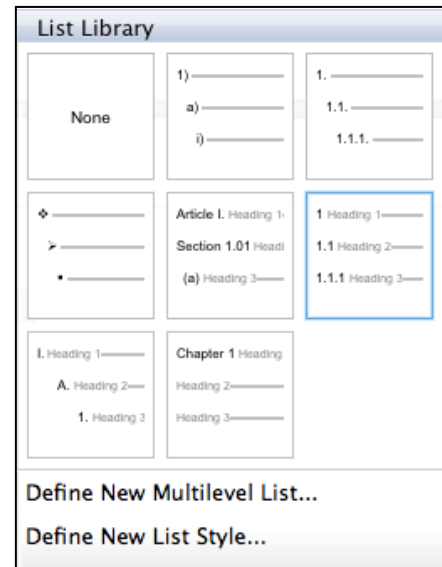 List Library
None
1)
a)
i)
1.
1.1.
1.1.1.
Article I. Heading 1
Section 1.01 Headi
(a) Heading 3
1 Heading 1
1.1 Heading 2
1.1.1 Heading 3
I. Heading 1
A. Heading 2
1. Heading 3
Chapter 1 Heading
Heading 2
Heading 3
Define New Multilevel List...
Define New List Style...